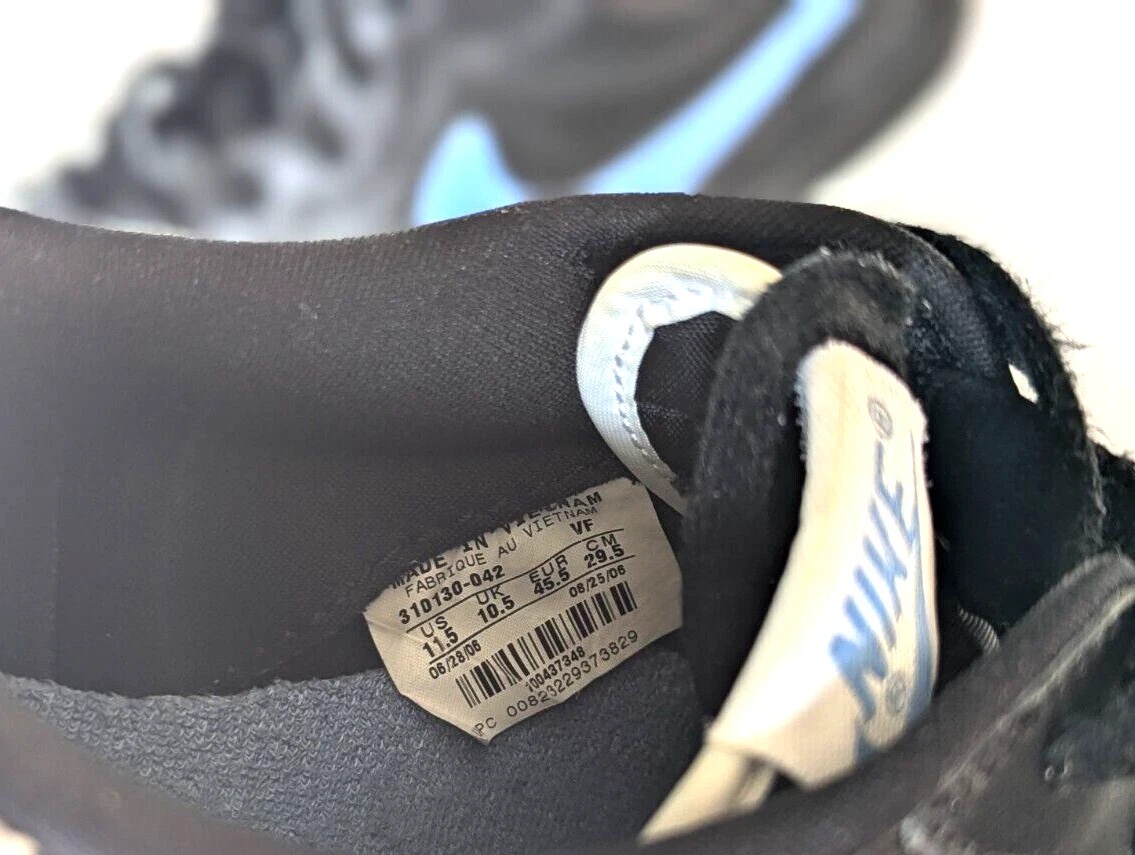 MADE IN VIETNAM
FABRIQUE AU VIETNAM
310130-042 VF
US UK EUR CM
11.5 10.5 45.5 29.5
06/28/06 08/25/06
100437348
PC 00823229373829
NIKE®
®